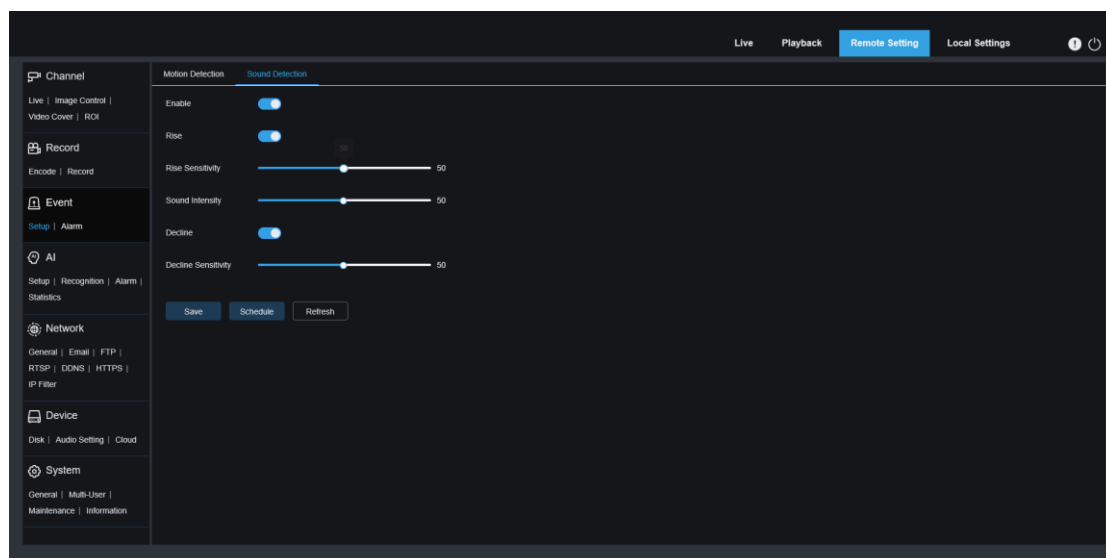 Live Playback Remote Setting Local Settings
Channel
Live | Image Control |
Video Cover | ROI
Record
Encode | Record
Event
Setup | Alarm
AI
Setup | Recognition | Alarm |
Statistics
Network
General | Email | FTP |
RTSP | DDNS | HTTPS |
IP Filter
Device
Disk | Audio Setting | Cloud
System
General | Multi-User |
Maintenance | Information
Motion Detection Sound Detection
Enable
Rise
50
Rise Sensitivity 50
Sound Intensity 50
Decline
Decline Sensitivity 50
Save Schedule Refresh